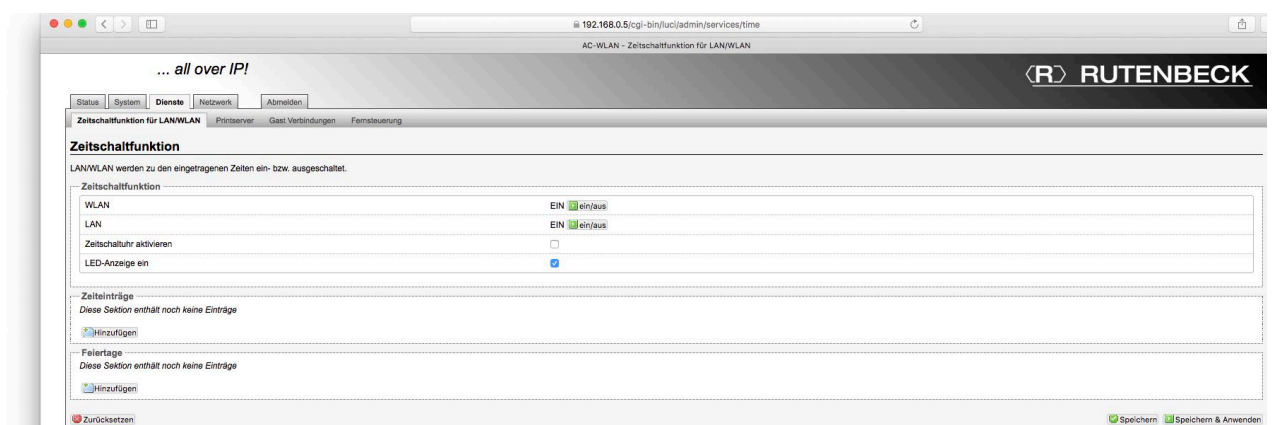 192.168.0.5/cgi-bin/luci/admin/services/time
AC-WLAN - Zeitschaltfunktion für LAN/WLAN
... all over IP!
⟨R⟩ RUTENBECK
Status System Dienste Netzwerk Abmelden
Zeitschaltfunktion für LAN/WLAN Printserver Gast Verbindungen Fernsteuerung
Zeitschaltfunktion
LAN/WLAN werden zu den eingetragenen Zeiten ein- bzw. ausgeschaltet.
Zeitschaltfunktion
WLAN EIN ein/aus
LAN EIN ein/aus
Zeitschaltuhr aktivieren
LED-Anzeige ein
Zeiteinträge
Diese Sektion enthält noch keine Einträge
Hinzufügen
Feiertage
Diese Sektion enthält noch keine Einträge
Hinzufügen
Zurücksetzen Speichern Speichern & Anwenden